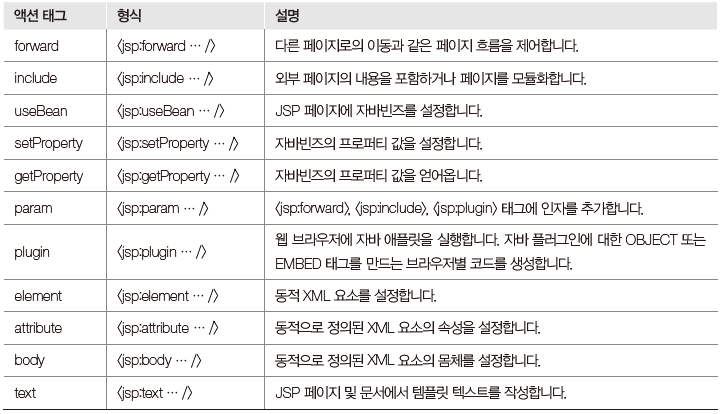 액션 태그 형식 설명
forward 〈jsp:forward … /〉 다른 페이지로의 이동과 같은 페이지 흐름을 제어합니다.
include 〈jsp:include … /〉 외부 페이지의 내용을 포함하거나 페이지를 모듈화합니다.
useBean 〈jsp:useBean … /〉 JSP 페이지에 자바빈즈를 설정합니다.
setProperty 〈jsp:setProperty … /〉 자바빈즈의 프로퍼티 값을 설정합니다.
getProperty 〈jsp:getProperty … /〉 자바빈즈의 프로퍼티 값을 얻어옵니다.
param 〈jsp:param … /〉 〈jsp:forward〉, 〈jsp:include〉, 〈jsp:plugin〉 태그에 인자를 추가합니다.
plugin 〈jsp:plugin … /〉 웹 브라우저에 자바 애플릿을 실행합니다. 자바 플러그인에 대한 OBJECT 또는
EMBED 태그를 만드는 브라우저별 코드를 생성합니다.
element 〈jsp:element … /〉 동적 XML 요소를 설정합니다.
attribute 〈jsp:attribute … /〉 동적으로 정의된 XML 요소의 속성을 설정합니다.
body 〈jsp:body … /〉 동적으로 정의된 XML 요소의 몸체를 설정합니다.
text 〈jsp:text … /〉 JSP 페이지 및 문서에서 템플릿 텍스트를 작성합니다.